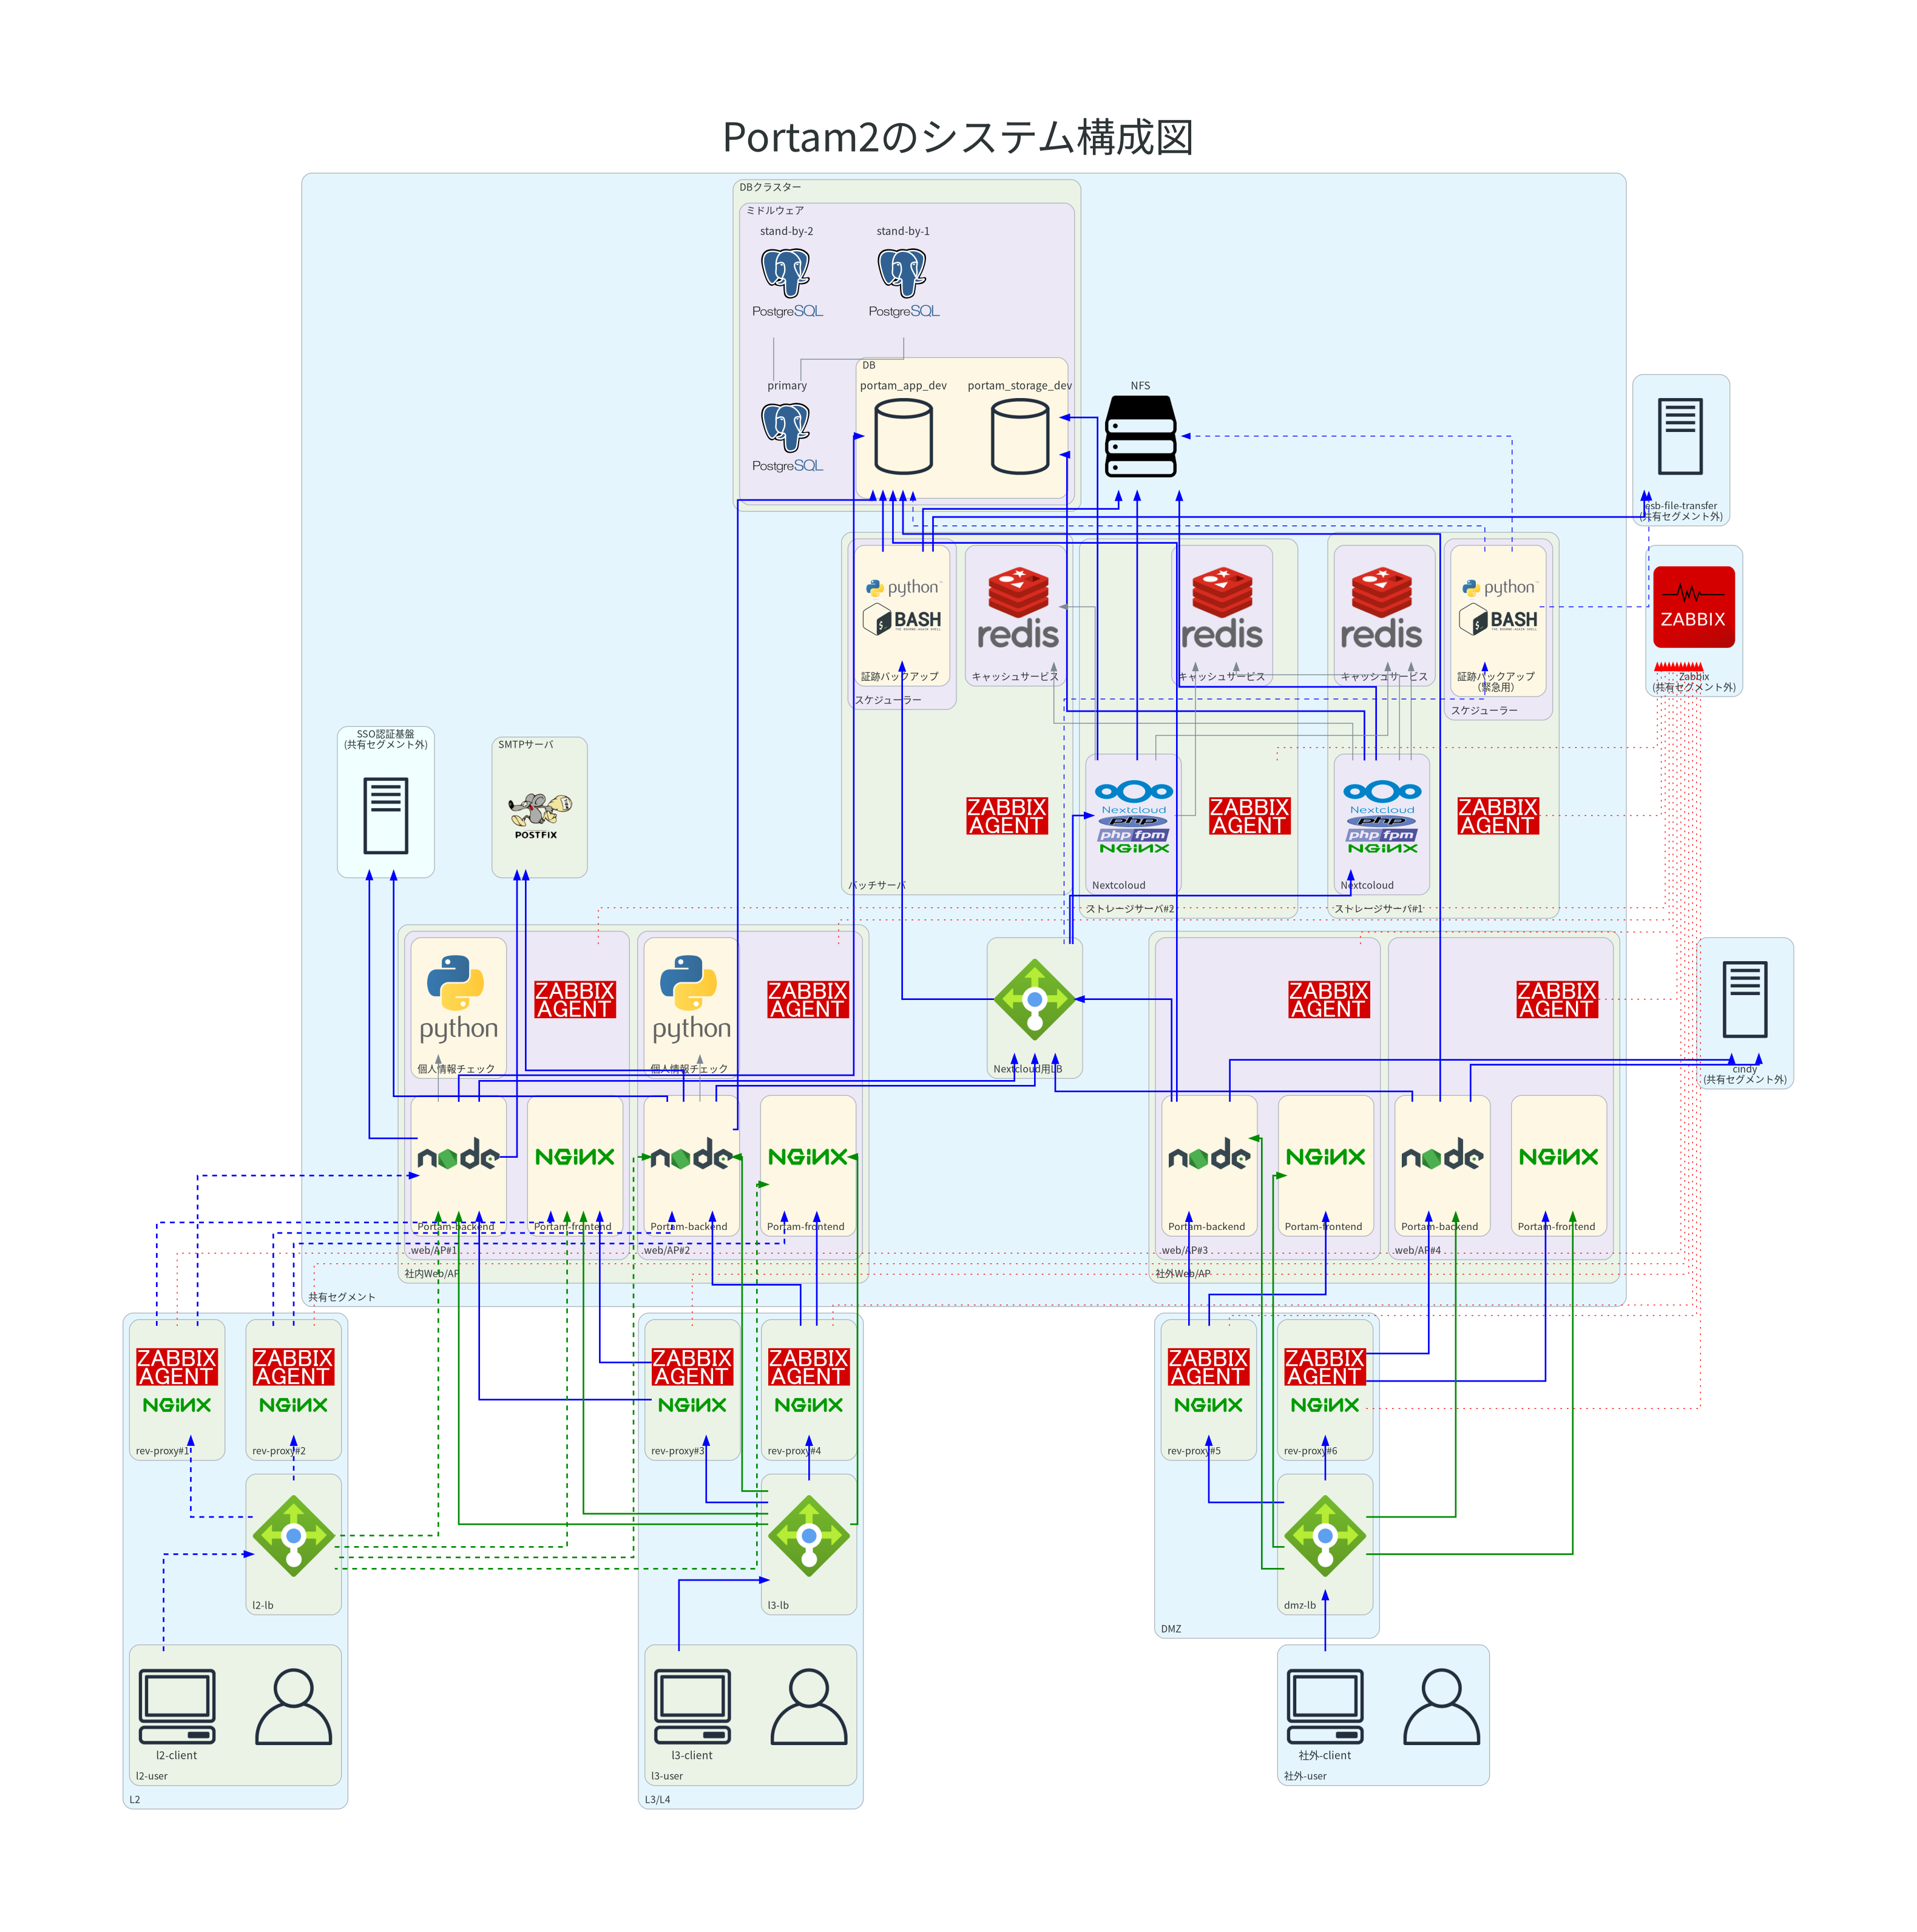 Portam2のシステム構成図
DBクラスター
ミドルウェア
stand-by-2
stand-by-1
PostgreSQL
PostgreSQL
DB
primary
portam_app_dev
portam_storage_dev
NFS
PostgreSQL
esb-file-transfer
(共有セグメント外)
python
BASH
THE BOURNE-AGAIN SHELL
証跡バックアップ
スケジューラー
redis
キャッシュサービス
redis
キャッシュサービス
redis
キャッシュサービス
python
BASH
THE BOURNE-AGAIN SHELL
証跡バックアップ
(緊急用)
スケジューラー
ZABBIX
Zabbix
(共有セグメント外)
SSO認証基盤
(共有セグメント外)
SMTPサーバ
POSTFIX
ZABBIX
AGENT
バッチサーバ
Nextcloud
php
php fpm
NGINX
Nextcoloud
ZABBIX
AGENT
ストレージサーバ#2
Nextcloud
php
php fpm
NGINX
Nextcoloud
ZABBIX
AGENT
ストレージサーバ#1
python
個人情報チェック
ZABBIX
AGENT
python
個人情報チェック
ZABBIX
AGENT
Nextcloud用LB
ZABBIX
AGENT
ZABBIX
AGENT
cindy
(共有セグメント外)
node
Portam-backend
NGINX
Portam-frontend
node
Portam-backend
NGINX
Portam-frontend
node
Portam-backend
NGINX
Portam-frontend
node
Portam-backend
NGINX
Portam-frontend
web/AP#1
web/AP#2
web/AP#3
web/AP#4
社内Web/AP
社外Web/AP
共有セグメント
ZABBIX
AGENT
NGINX
rev-proxy#1
ZABBIX
AGENT
NGINX
rev-proxy#2
ZABBIX
AGENT
NGINX
rev-proxy#3
ZABBIX
AGENT
NGINX
rev-proxy#4
ZABBIX
AGENT
NGINX
rev-proxy#5
ZABBIX
AGENT
NGINX
rev-proxy#6
l2-lb
l3-lb
dmz-lb
DMZ
l2-client
l2-user
L2
l3-client
l3-user
L3/L4
社外-client
社外-user